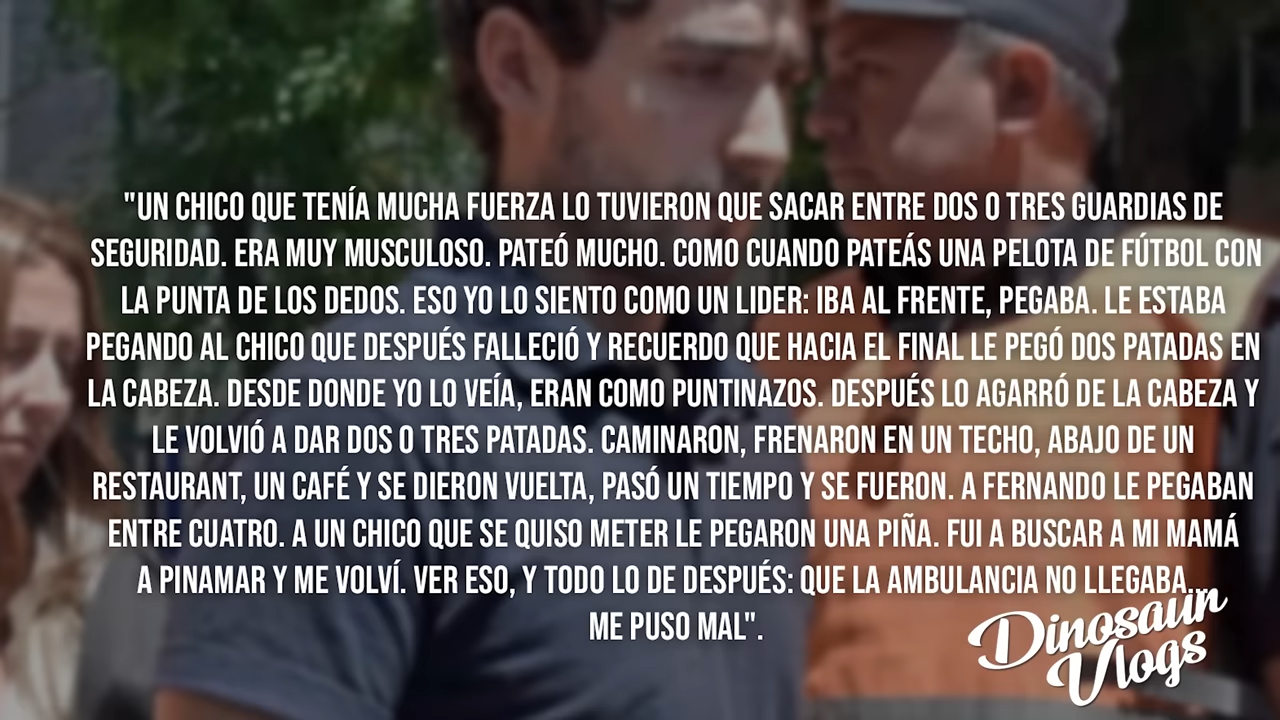 "UN CHICO QUE TENÍA MUCHA FUERZA LO TUVIERON QUE SACAR ENTRE DOS O TRES GUARDIAS DE
SEGURIDAD. ERA MUY MUSCULOSO. PATEÓ MUCHO. COMO CUANDO PATEÁS UNA PELOTA DE FÚTBOL CON
LA PUNTA DE LOS DEDOS. ESO YO LO SIENTO COMO UN LIDER: IBA AL FRENTE, PEGABA. LE ESTABA
PEGANDO AL CHICO QUE DESPUÉS FALLECIÓ Y RECUERDO QUE HACIA EL FINAL LE PEGÓ DOS PATADAS EN
LA CABEZA. DESDE DONDE YO LO VEÍA, ERAN COMO PUNTINAZOS. DESPUÉS LO AGARRÓ DE LA CABEZA Y
LE VOLVIÓ A DAR DOS O TRES PATADAS. CAMINARON, FRENARON EN UN TECHO, ABAJO DE UN
RESTAURANT, UN CAFÉ Y SE DIERON VUELTA, PASÓ UN TIEMPO Y SE FUERON. A FERNANDO LE PEGABAN
ENTRE CUATRO. A UN CHICO QUE SE QUISO METER LE PEGARON UNA PIÑA. FUI A BUSCAR A MI MAMÁ
A PINAMAR Y ME VOLVÍ. VER ESO, Y TODO LO DE DESPUÉS: QUE LA AMBULANCIA NO LLEGABA...
ME PUSO MAL".
Dinosaur
Vlogs